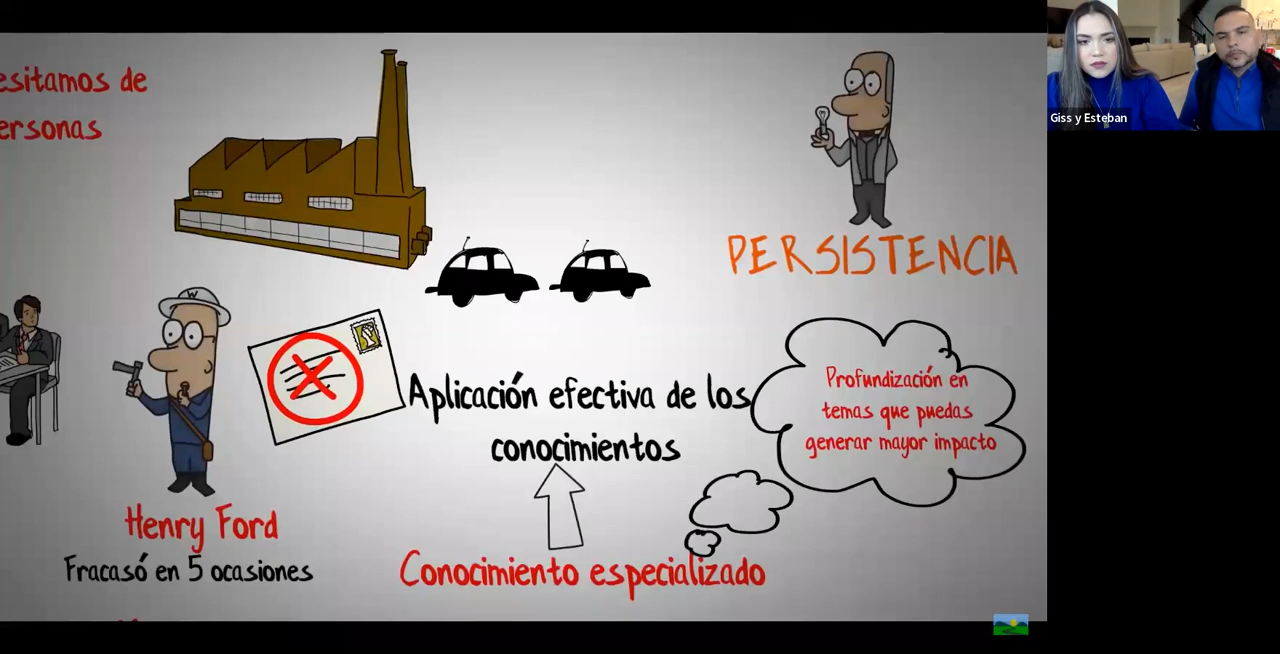 esitamos de
ersonas
PERSISTENCIA
W
Aplicación efectiva de los
conocimientos
Profundización en
temas que puedas
generar mayor impacto
Henry Ford
Fracasó en 5 ocasiones
Conocimiento especializado
Giss y Esteban